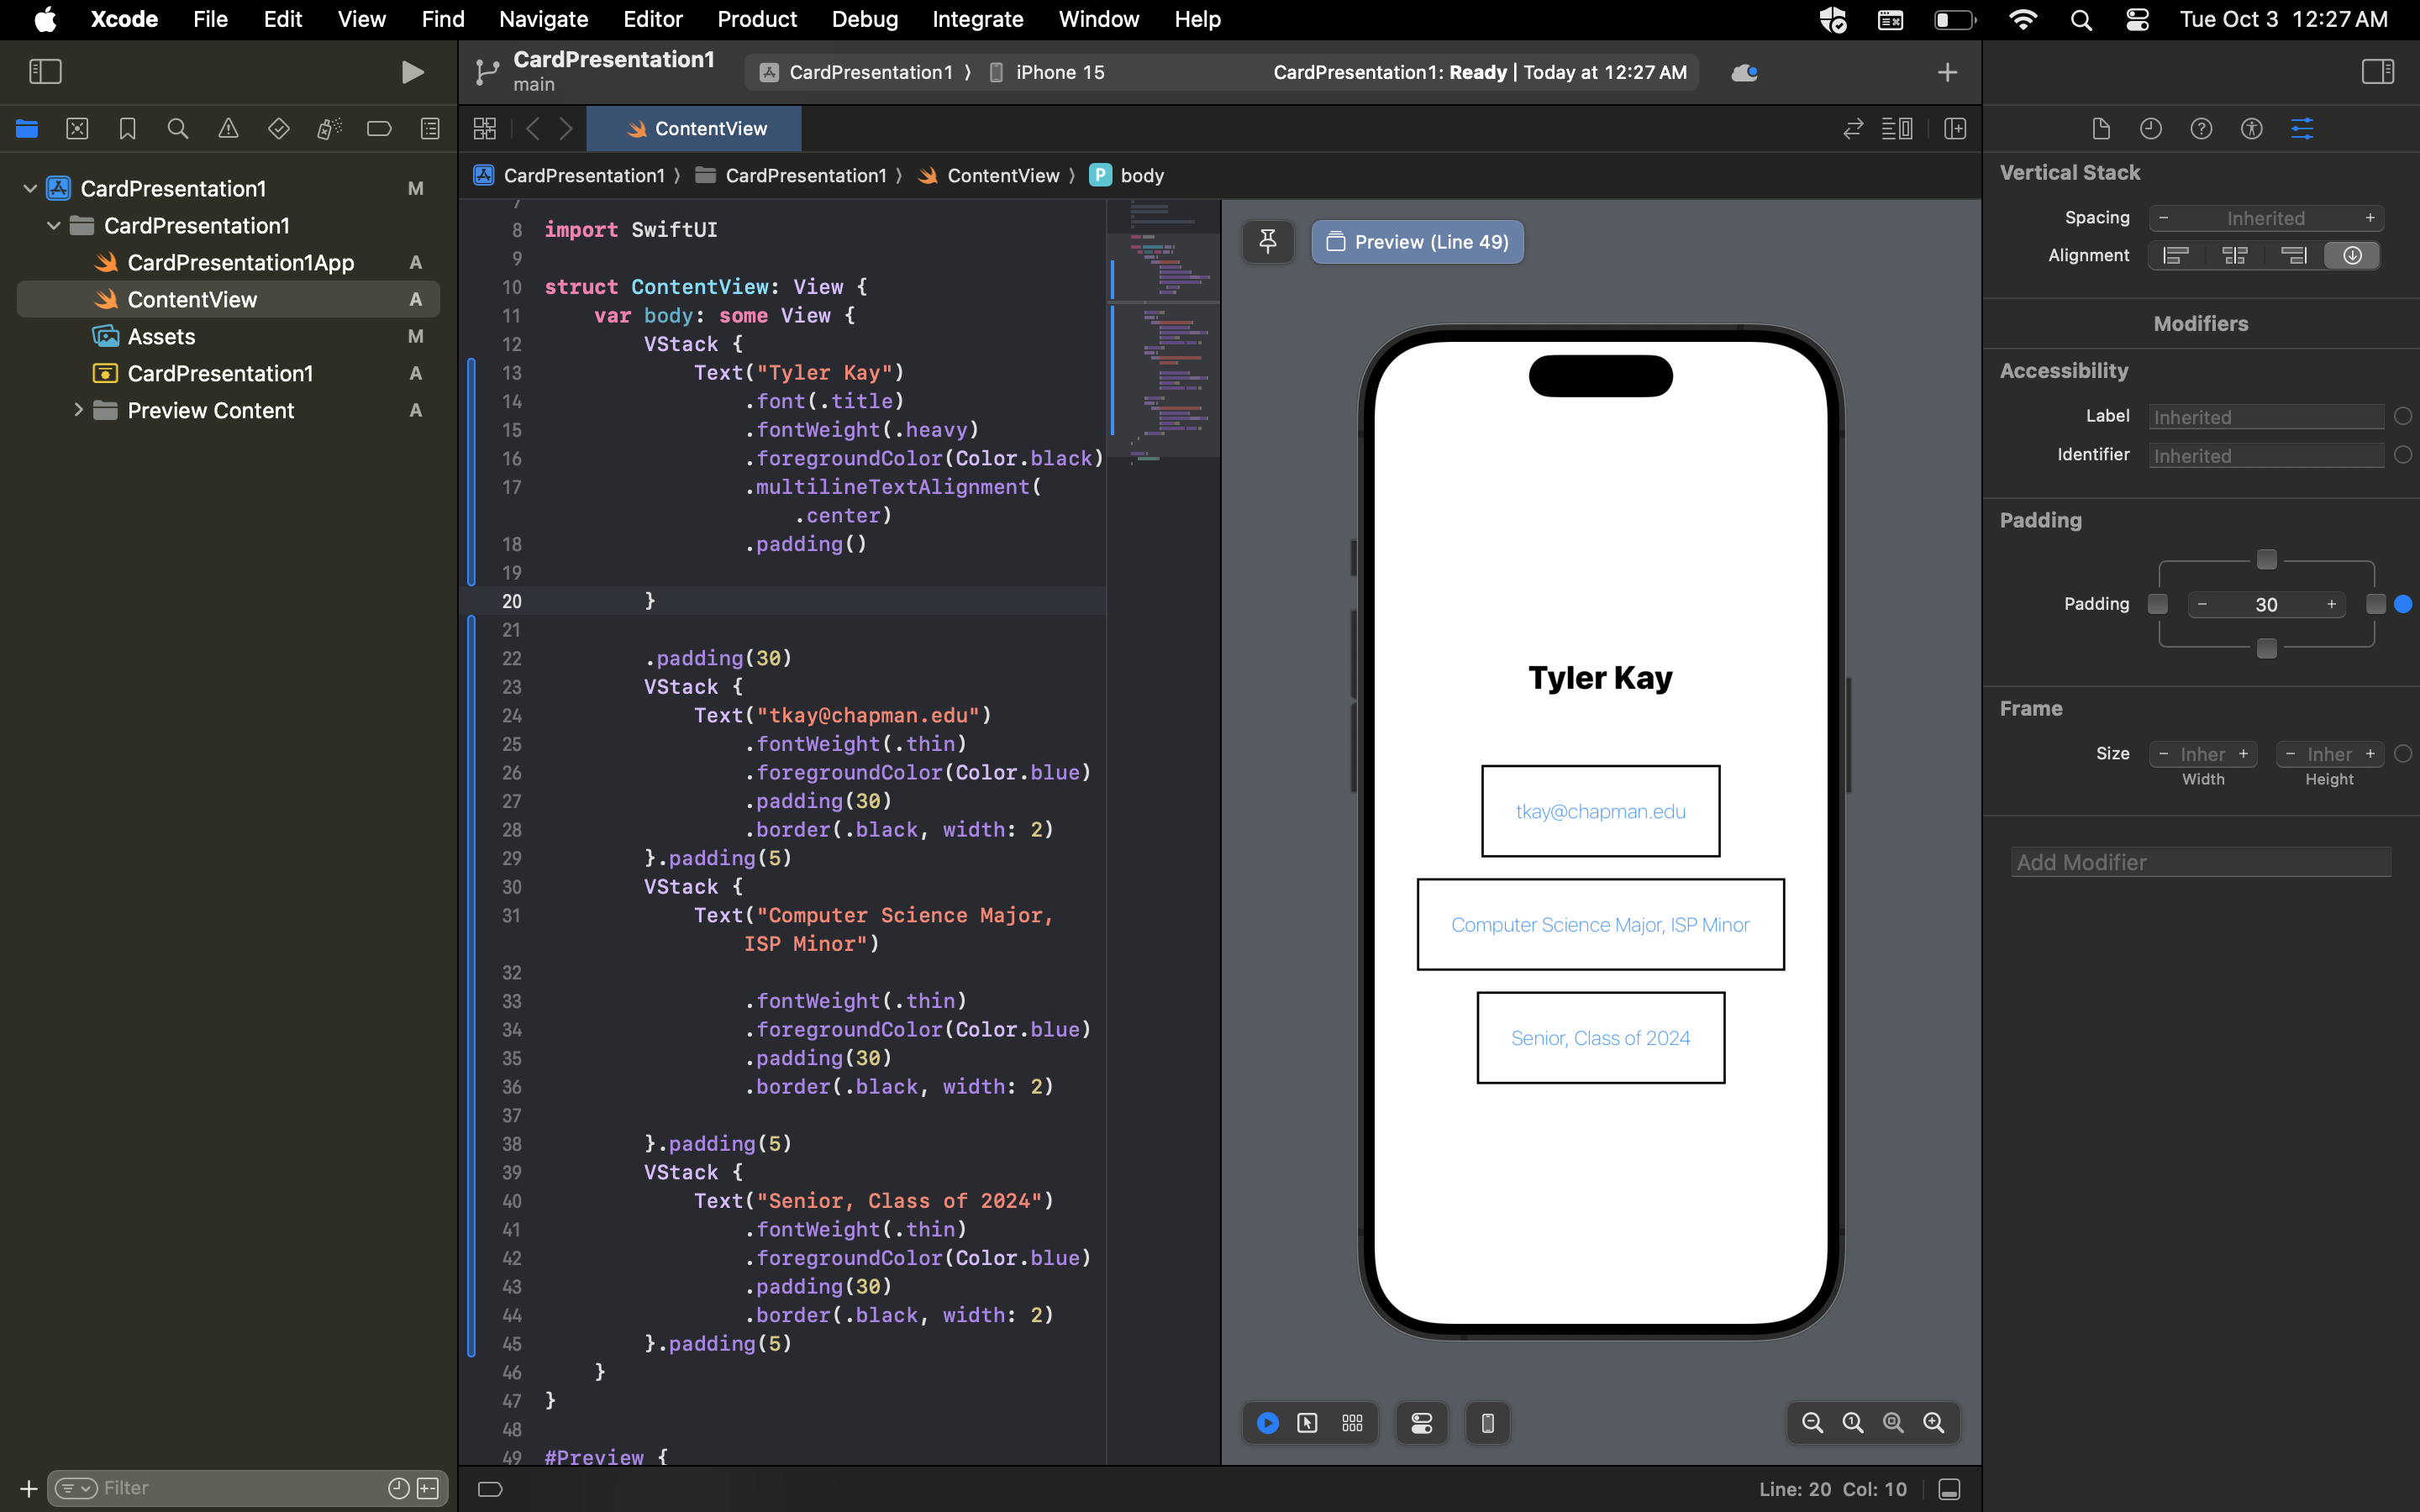 Xcode File Edit View Find Navigate Editor Product Debug Integrate Window Help Tue Oct 3 12:27 AM
CardPresentation1
main
CardPresentation1 ⟩ iPhone 15
CardPresentation1: Ready | Today at 12:27 AM
ContentView
CardPresentation1 ⟩ CardPresentation1 ⟩ ContentView ⟩ P body
CardPresentation1 M
CardPresentation1
CardPresentation1App A
ContentView A
Assets M
CardPresentation1 A
Preview Content A
Filter
7
8 import SwiftUI
9
10 struct ContentView: View {
11 var body: some View {
12 VStack {
13 Text("Tyler Kay")
14 .font(.title)
15 .fontWeight(.heavy)
16 .foregroundColor(Color.black)
17 .multilineTextAlignment(
.center)
18 .padding()
19
20 }
21
22 .padding(30)
23 VStack {
24 Text("tkay@chapman.edu")
25 .fontWeight(.thin)
26 .foregroundColor(Color.blue)
27 .padding(30)
28 .border(.black, width: 2)
29 }.padding(5)
30 VStack {
31 Text("Computer Science Major,
ISP Minor")
32
33 .fontWeight(.thin)
34 .foregroundColor(Color.blue)
35 .padding(30)
36 .border(.black, width: 2)
37
38 }.padding(5)
39 VStack {
40 Text("Senior, Class of 2024")
41 .fontWeight(.thin)
42 .foregroundColor(Color.blue)
43 .padding(30)
44 .border(.black, width: 2)
45 }.padding(5)
46 }
47 }
48
49 #Preview {
Preview (Line 49)
Tyler Kay
tkay@chapman.edu
Computer Science Major, ISP Minor
Senior, Class of 2024
Line: 20 Col: 10
Vertical Stack
Spacing - Inherited +
Alignment
Modifiers
Accessibility
Label Inherited
Identifier Inherited
Padding
Padding - 30 +
Frame
Size - Inher + - Inher +
Width Height
Add Modifier